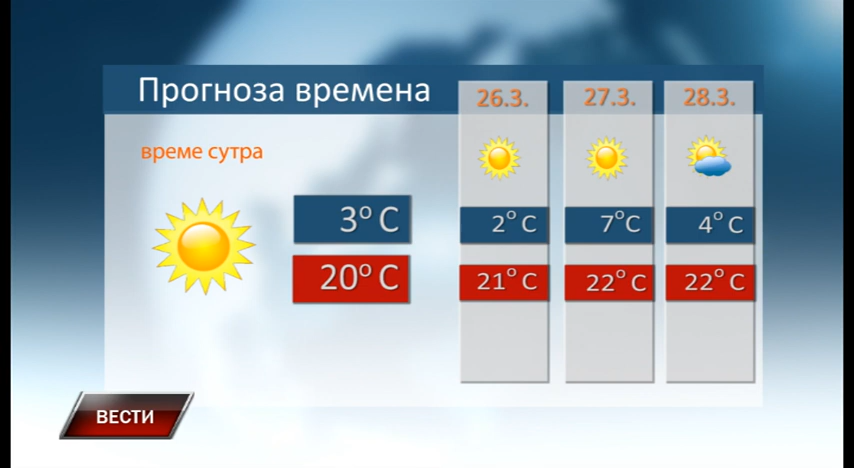 Прогноза времена
време сутра
3° C
20° C
26.3.
2° C
21° C
27.3.
7°C
22° C
28.3.
4° C
22° C
ВЕСТИ